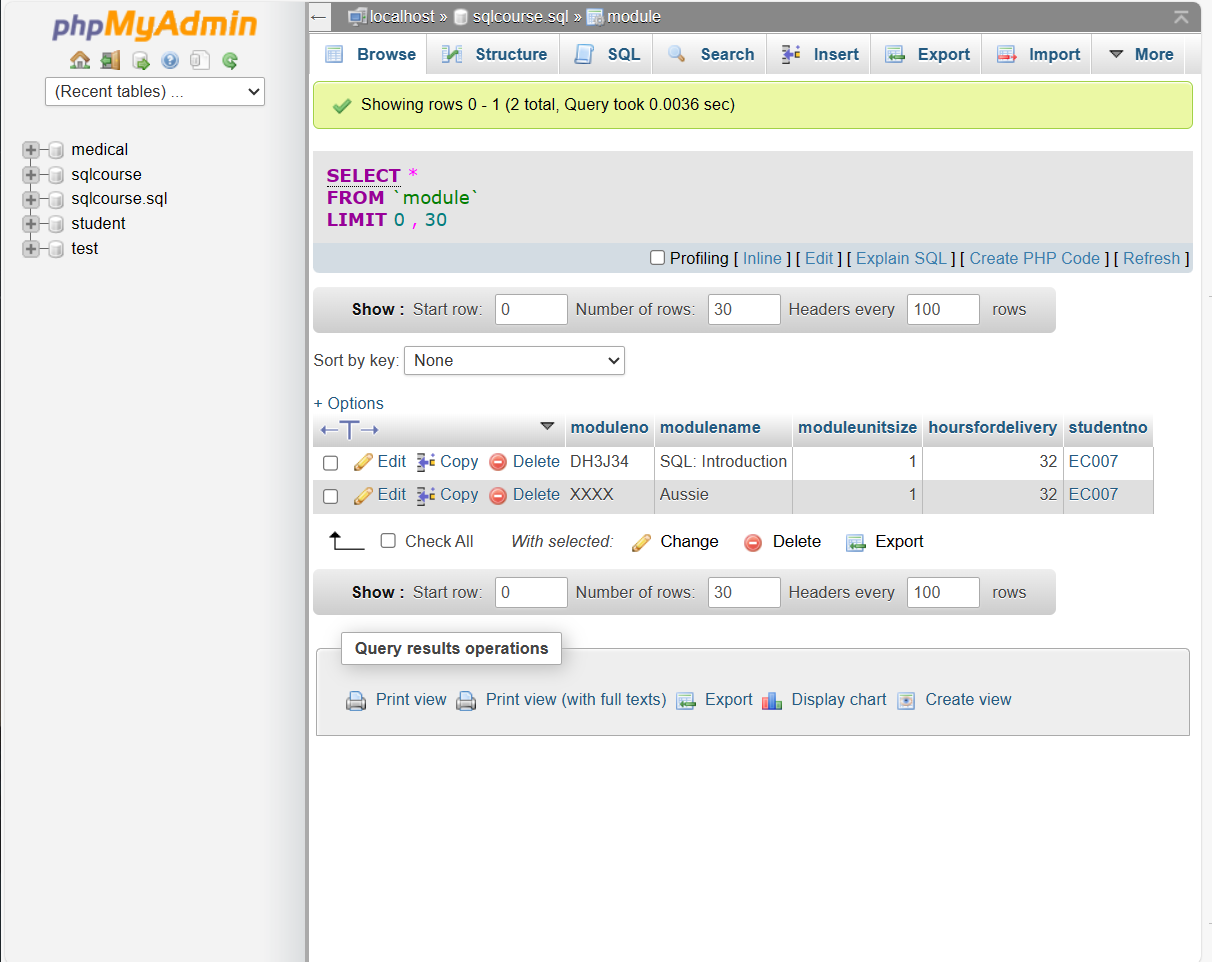 phpMyAdmin
(Recent tables) ...
medical
sqlcourse
sqlcourse.sql
student
test
← localhost » sqlcourse.sql » module
Browse Structure SQL Search Insert Export Import More
Showing rows 0 - 1 (2 total, Query took 0.0036 sec)
SELECT *
FROM `module`
LIMIT 0 , 30
Profiling [ Inline ] [ Edit ] [ Explain SQL ] [ Create PHP Code ] [ Refresh ]
Show : Start row: 0 Number of rows: 30 Headers every 100 rows
Sort by key: None
+ Options
←T→ moduleno modulename moduleunitsize hoursfordelivery studentno
Edit Copy Delete DH3J34 SQL: Introduction 1 32 EC007
Edit Copy Delete XXXX Aussie 1 32 EC007
Check All With selected: Change Delete Export
Show : Start row: 0 Number of rows: 30 Headers every 100 rows
Query results operations
Print view Print view (with full texts) Export Display chart Create view